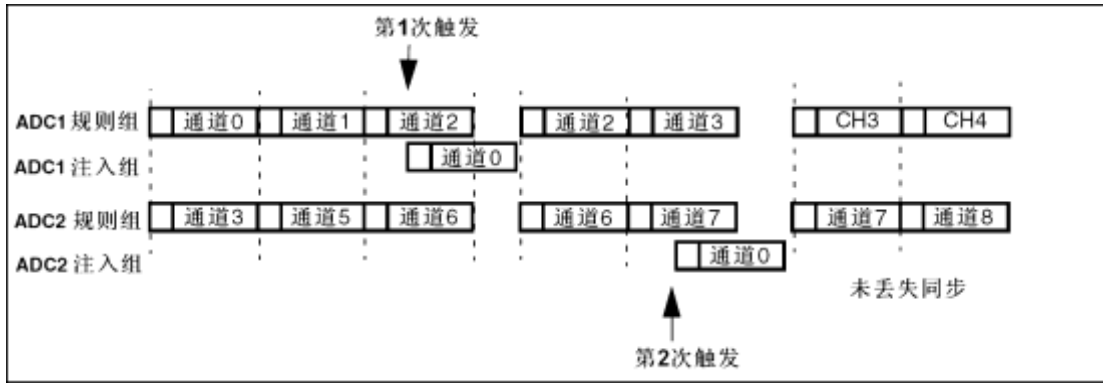 第1次触发
ADC1 规则组 通道0 通道1 通道2 通道2 通道3 CH3 CH4
ADC1 注入组 通道0
ADC2 规则组 通道3 通道5 通道6 通道6 通道7 通道7 通道8
ADC2 注入组 通道0
未丢失同步
第2次触发